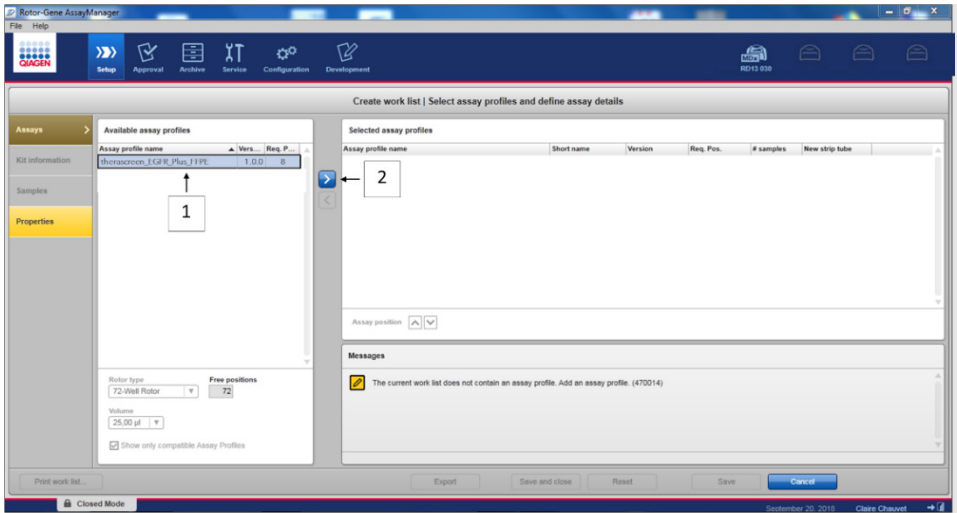 Rotor-Gene AssayManager
File Help
QIAGEN
Setup Approval Archive Service Configuration Development
MDx
RD13 030
Create work list | Select assay profiles and define assay details
Assays
Kit information
Samples
Properties
Available assay profiles
Assay profile name Vers... Req. P...
therascreen_EGFR_Plus_FFPE 1.0.0 8
1
2
Selected assay profiles
Assay profile name Short name Version Req. Pos. # samples New strip tube
Assay position
Rotor type Free positions
72-Well Rotor 72
Volume
25,00 µl
Show only compatible Assay Profiles
Messages
The current work list does not contain an assay profile. Add an assay profile. (470014)
Print work list... Export Save and close Reset Save Cancel
Closed Mode
September 20, 2016 Claire Chauvet